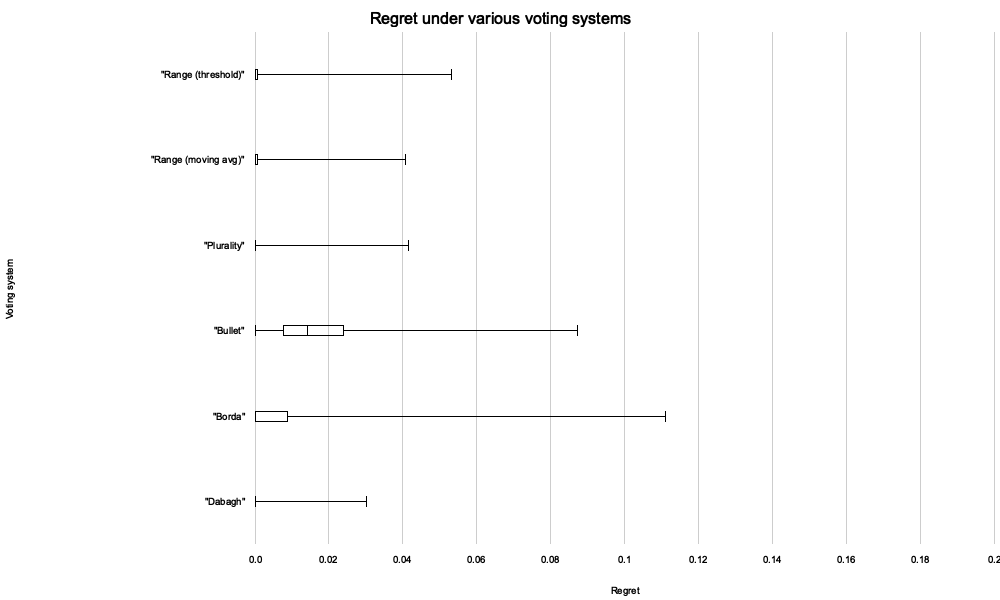 Regret under various voting systems
"Range (threshold)"
"Range (moving avg)"
"Plurality"
Voting system
"Bullet"
"Borda"
"Dabagh"
0.0 0.02 0.04 0.06 0.08 0.1 0.12 0.14 0.16 0.18 0.2
Regret